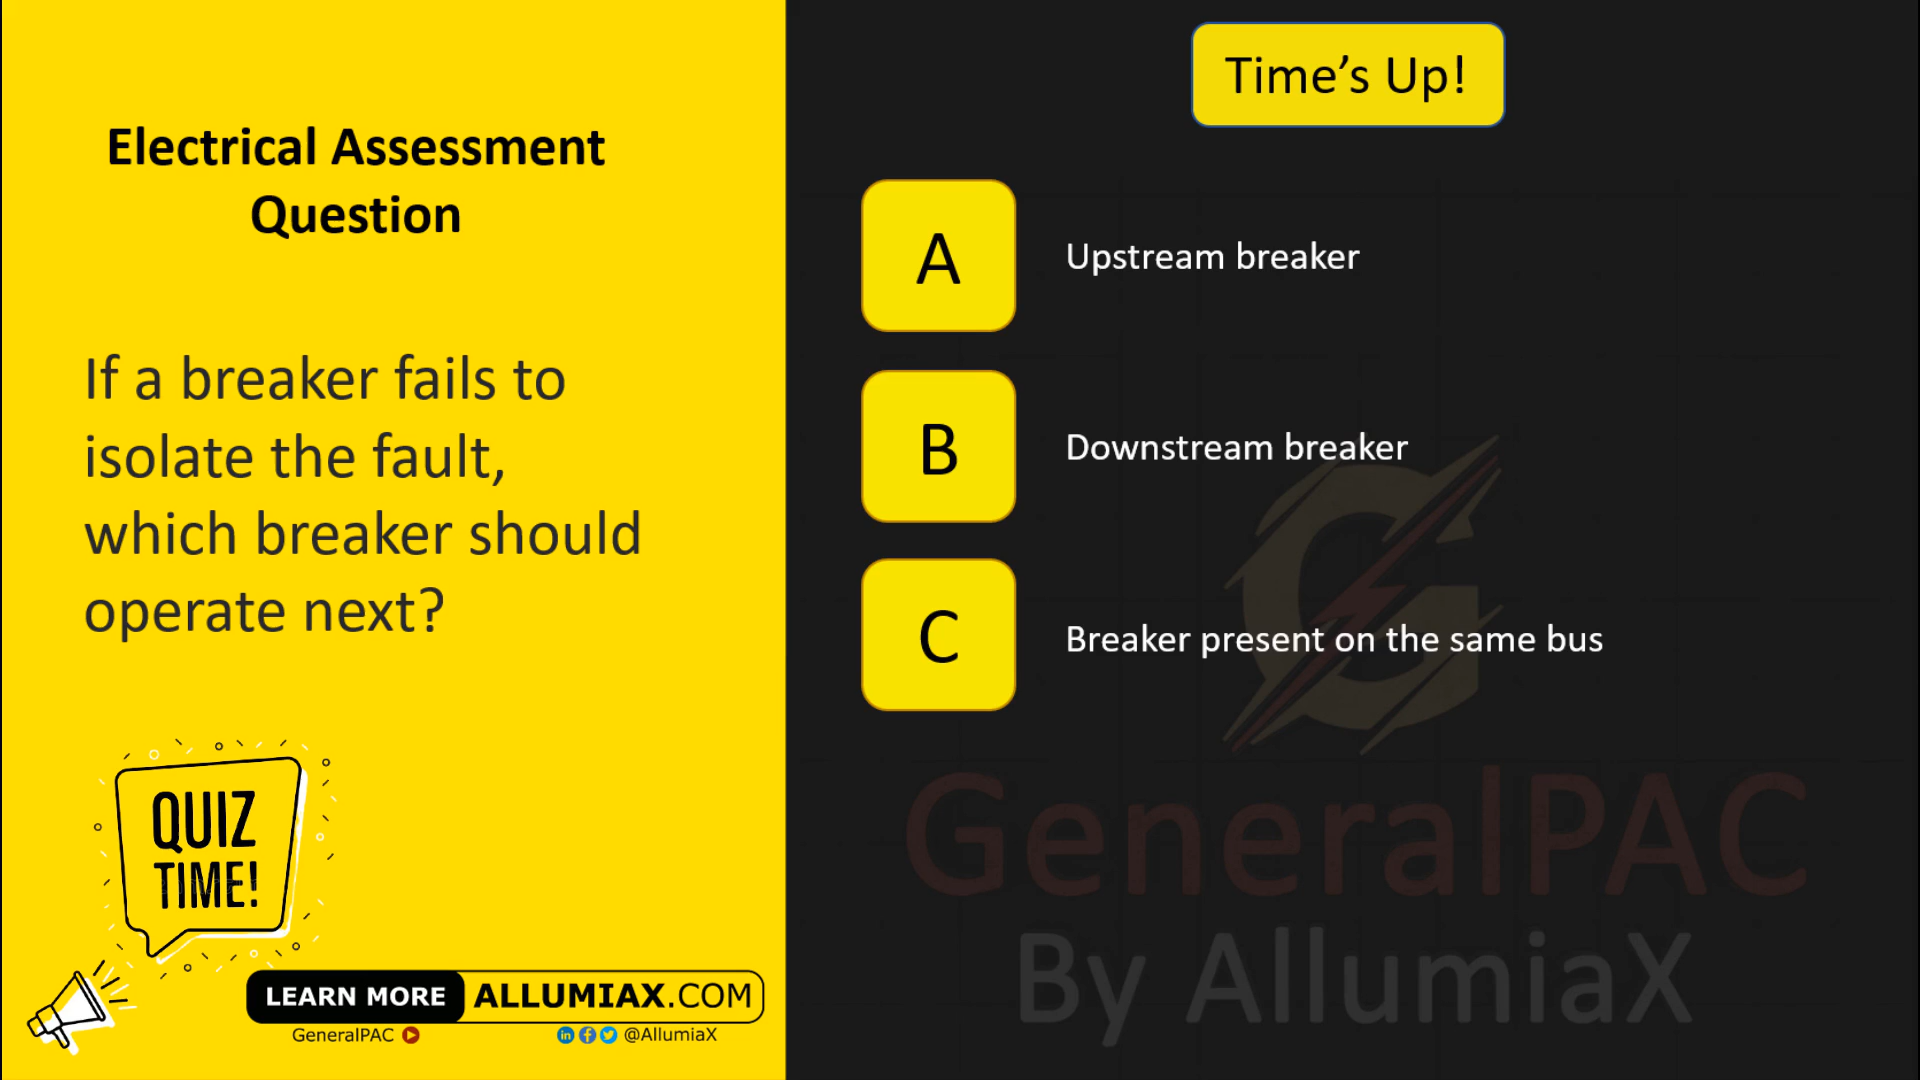 Electrical Assessment
Question
If a breaker fails to
isolate the fault,
which breaker should
operate next?
QUIZ
TIME!
LEARN MORE ALLUMIAX.COM
GeneralPAC @AllumiaX
Time’s Up!
A Upstream breaker
B Downstream breaker
C Breaker present on the same bus
GeneralPAC
By AllumiaX